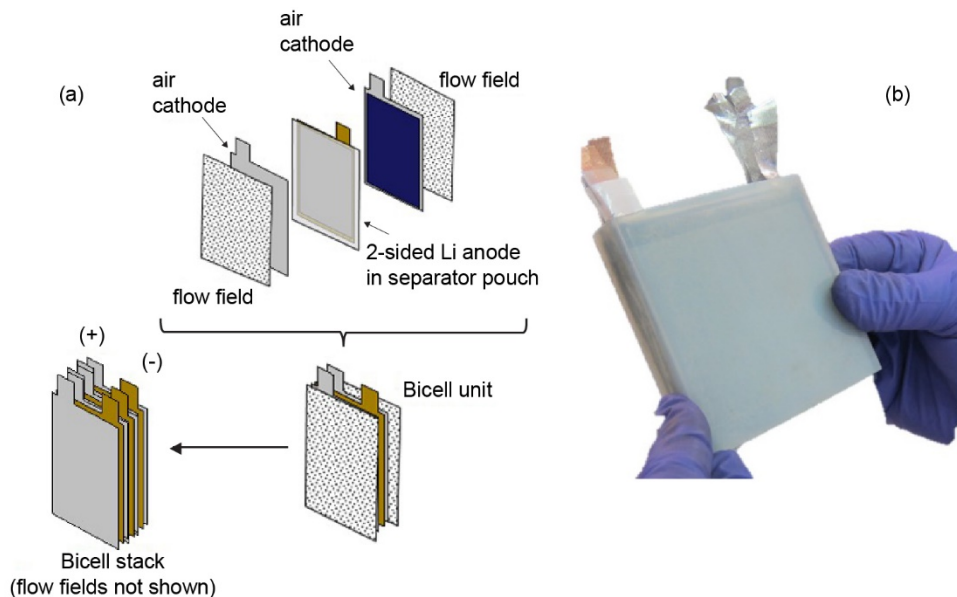 (a)
air
cathode
air
cathode
flow field
flow field
2-sided Li anode
in separator pouch
(b)
(+)
(-)
Bicell unit
Bicell stack
(flow fields not shown)